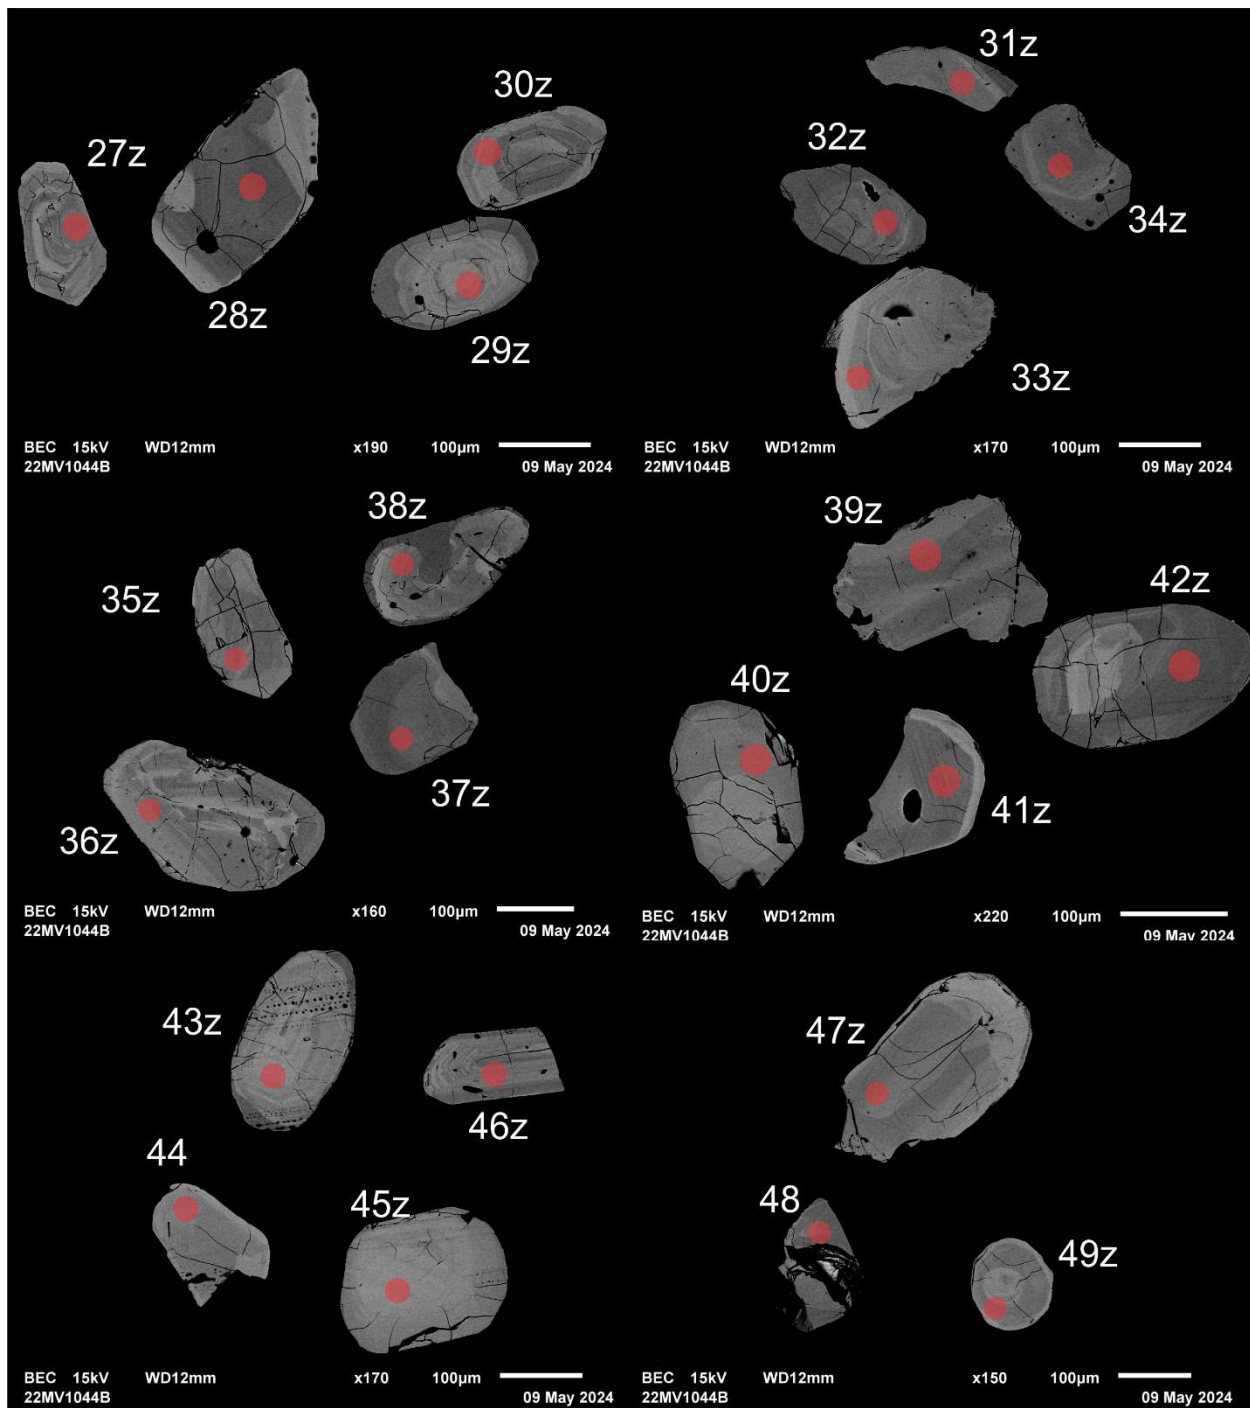 27z
28z
30z
29z
BEC 15kV WD12mm x190 100µm
22MV1044B 09 May 2024
31z
32z
34z
33z
BEC 15kV WD12mm x170 100µm
22MV1044B 09 May 2024
38z
35z
37z
36z
BEC 15kV WD12mm x160 100µm
22MV1044B 09 May 2024
39z
42z
40z
41z
BEC 15kV WD12mm x220 100µm
22MV1044B 09 May 2024
43z
46z
44
45z
BEC 15kV WD12mm x170 100µm
22MV1044B 09 May 2024
47z
48
49z
BEC 15kV WD12mm x150 100µm
22MV1044B 09 May 2024